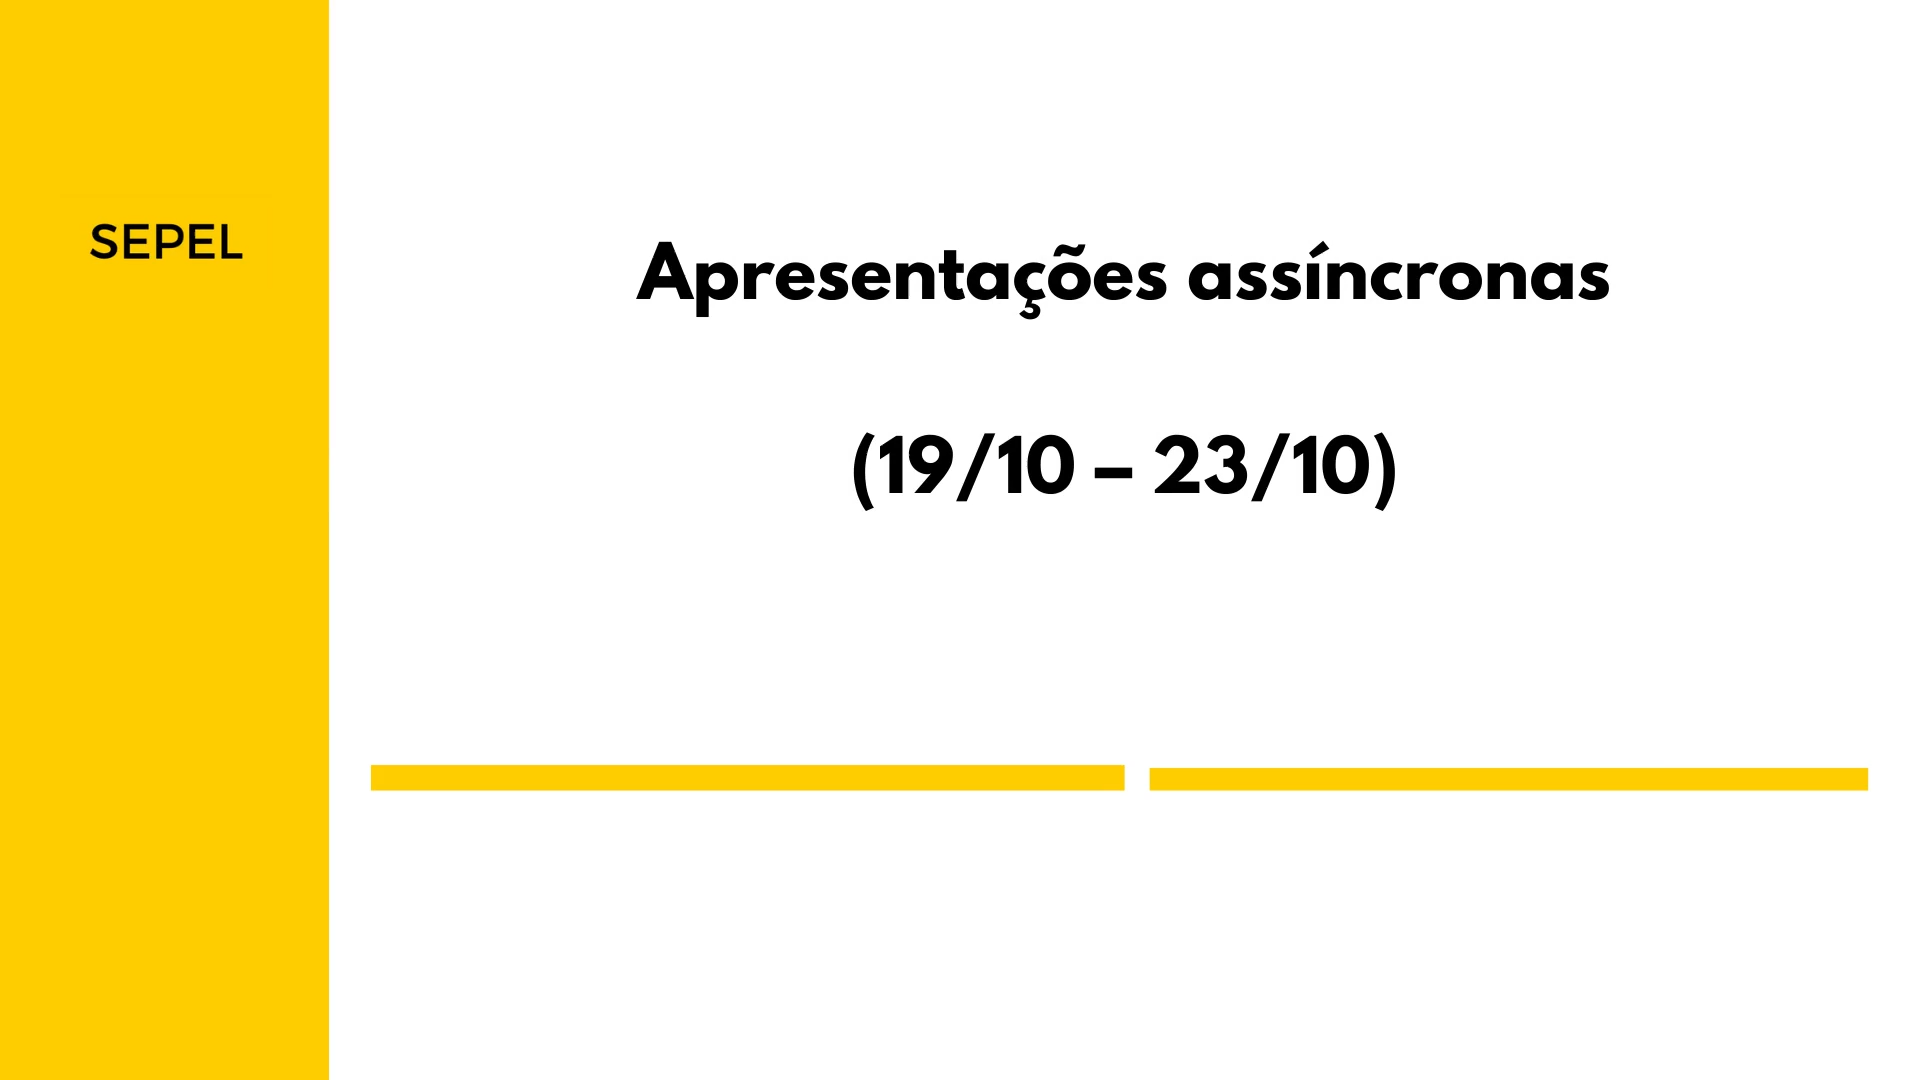 SEPEL
Apresentações assíncronas
(19/10 – 23/10)